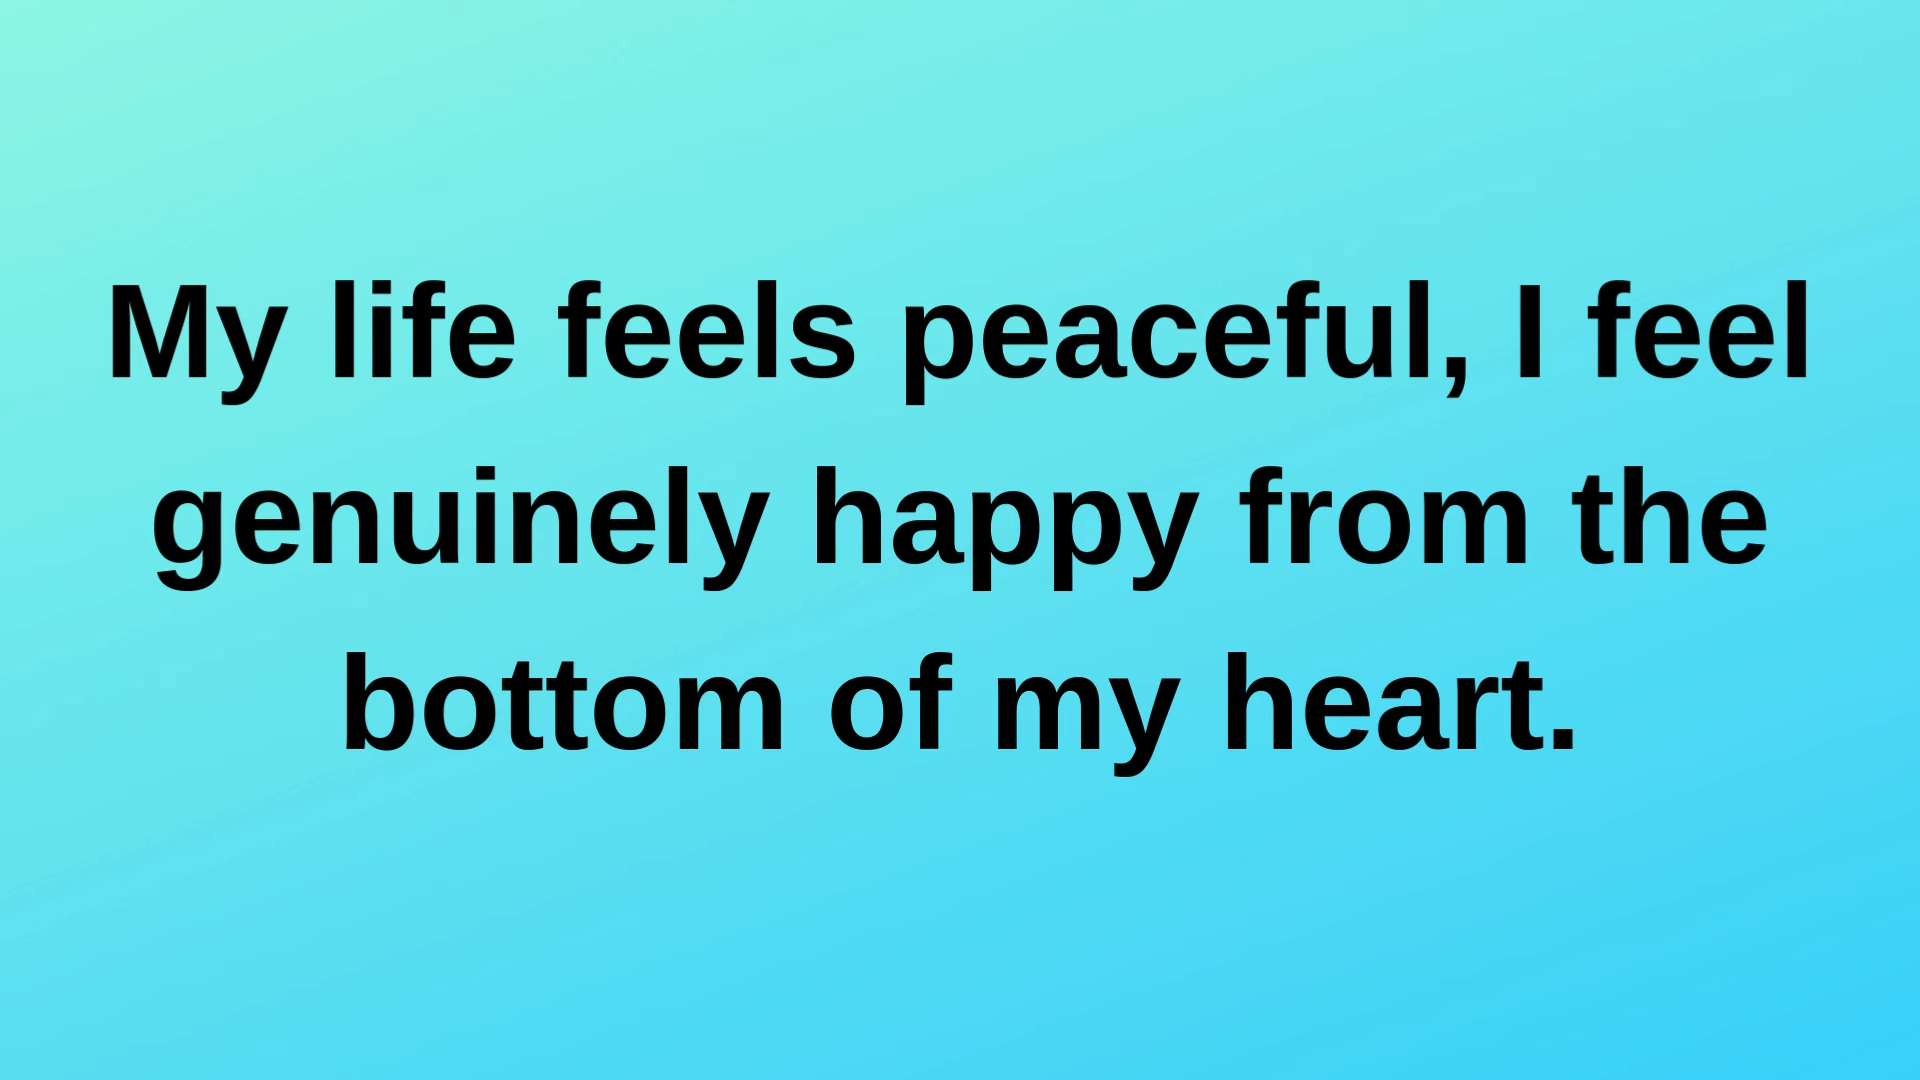 My life feels peaceful, I feel
genuinely happy from the
bottom of my heart.